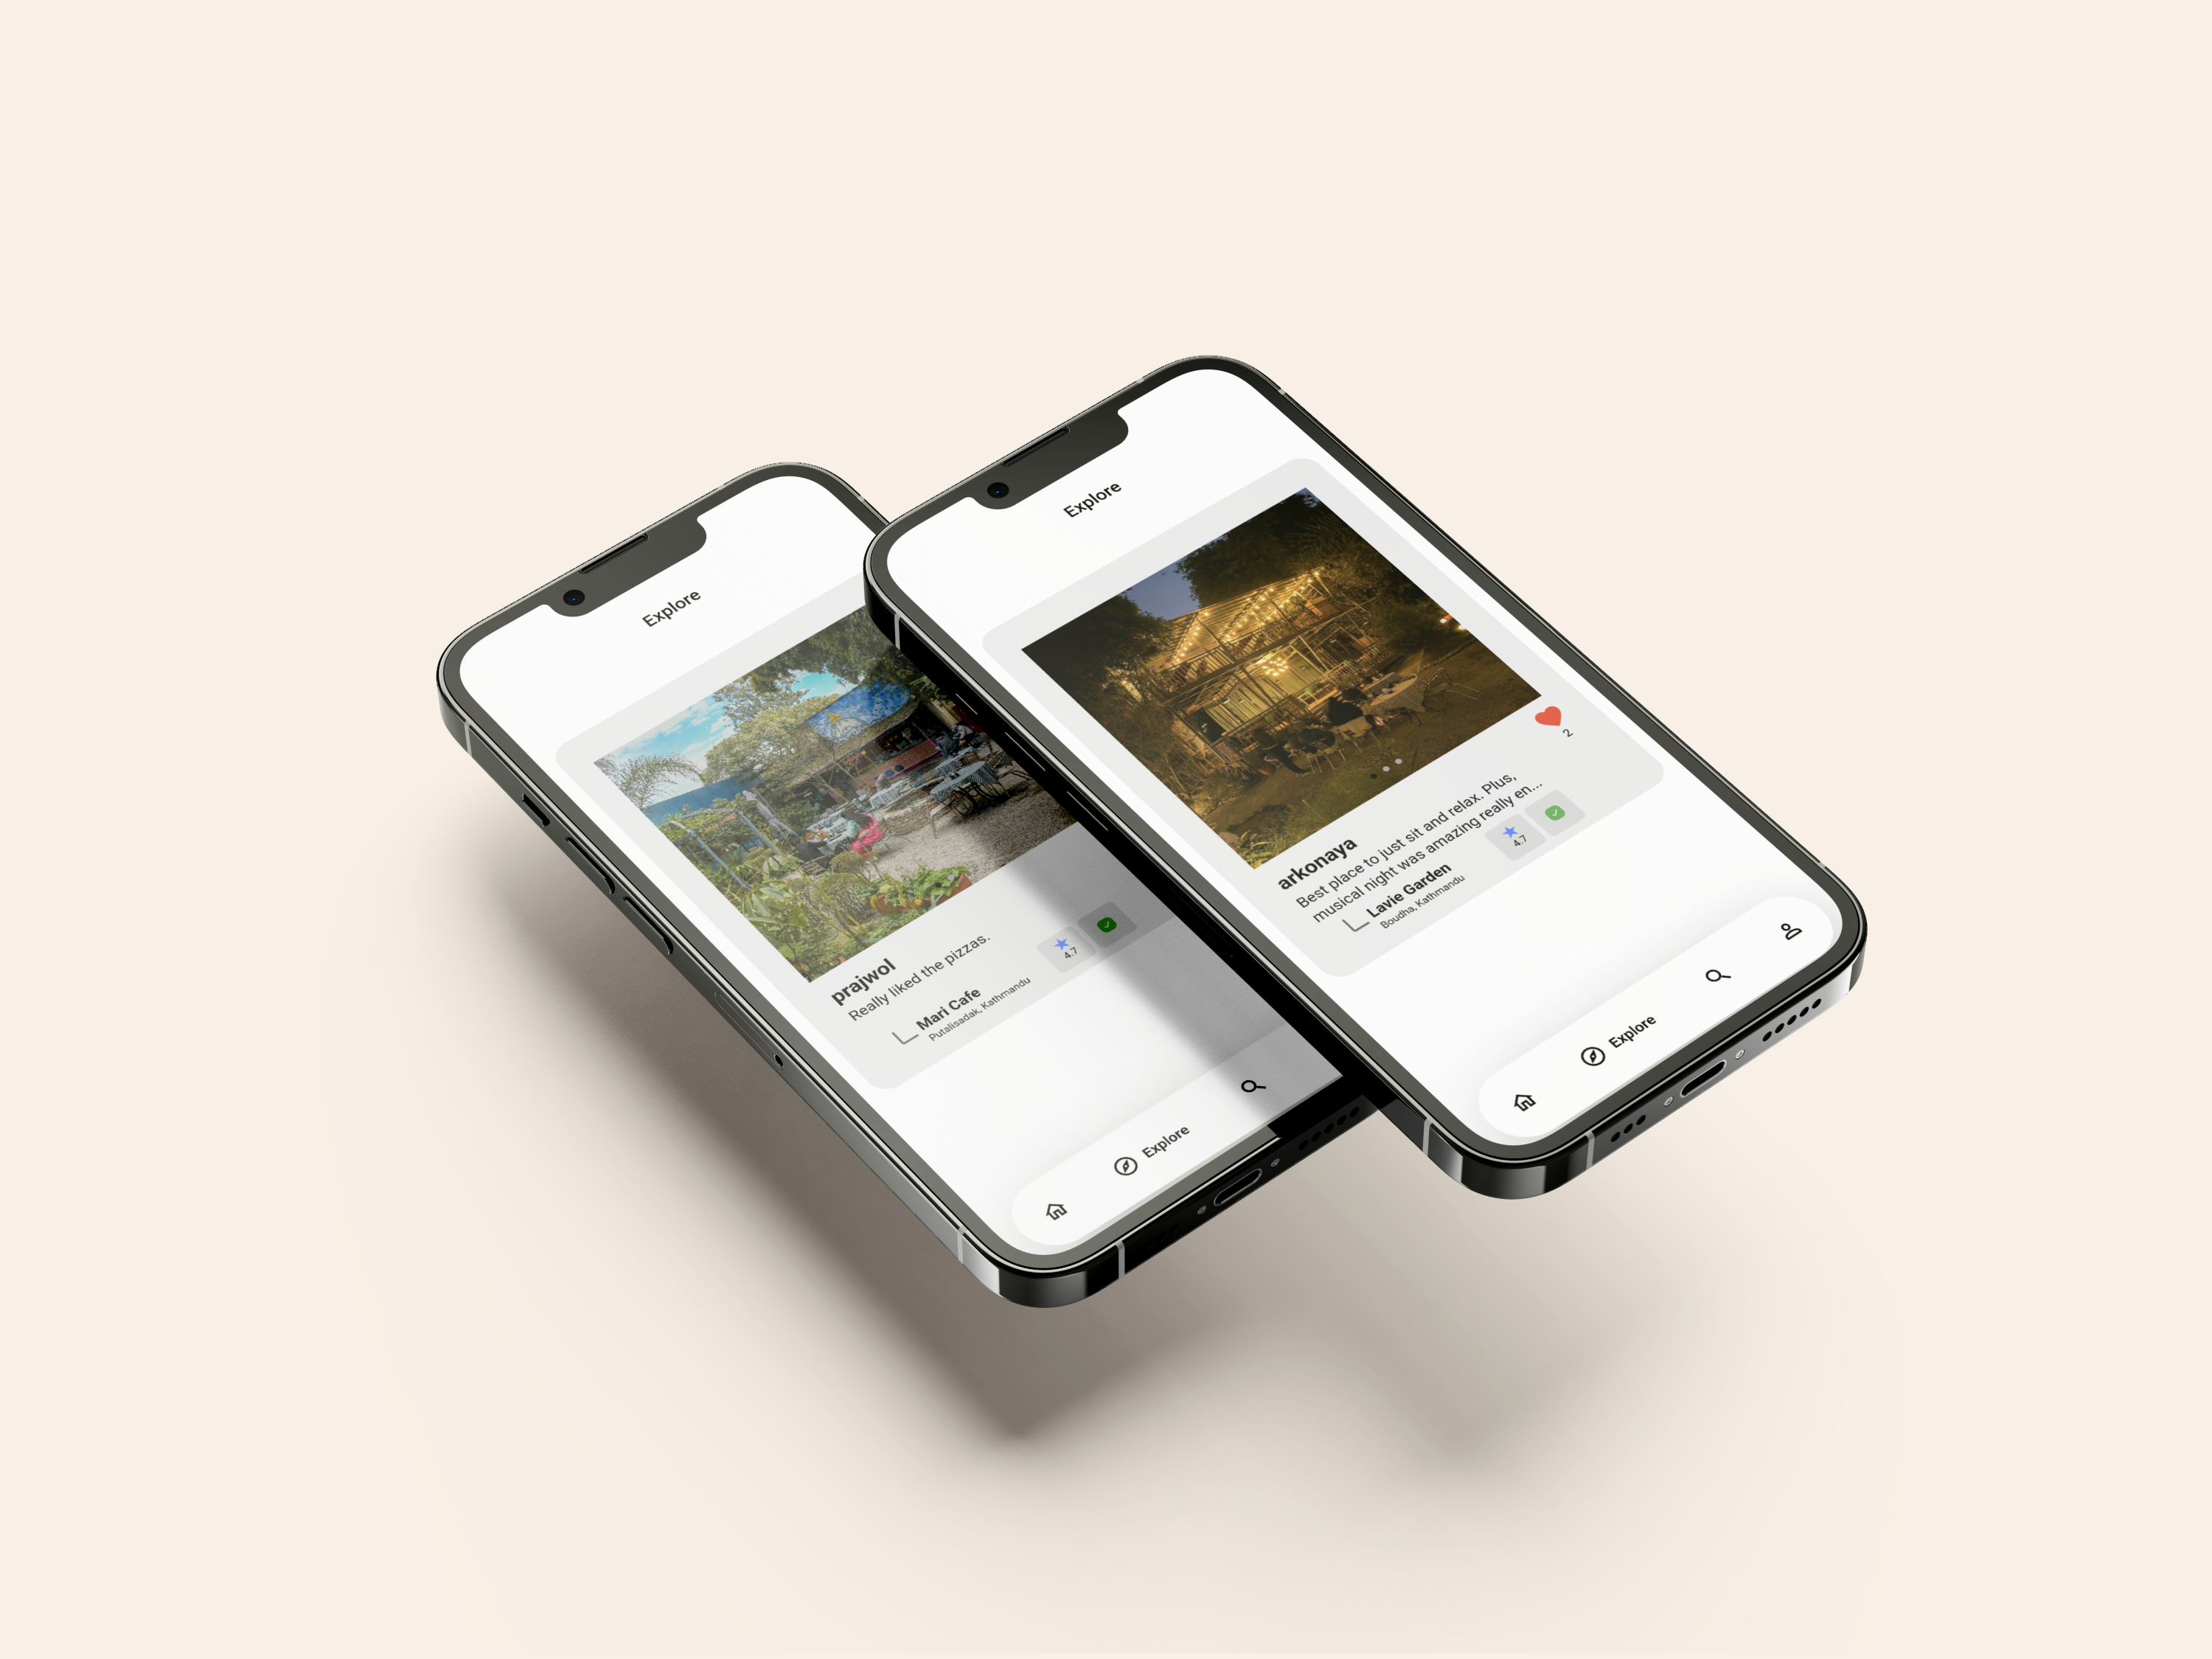 Explore
prajwol
Really liked the pizzas.
Mari Cafe
Putalisadak, Kathmandu
4.7
Explore
Explore
2
arkonaya
Best place to just sit and relax. Plus,
musical night was amazing really en...
Lavie Garden
Boudha, Kathmandu
4.7
Explore